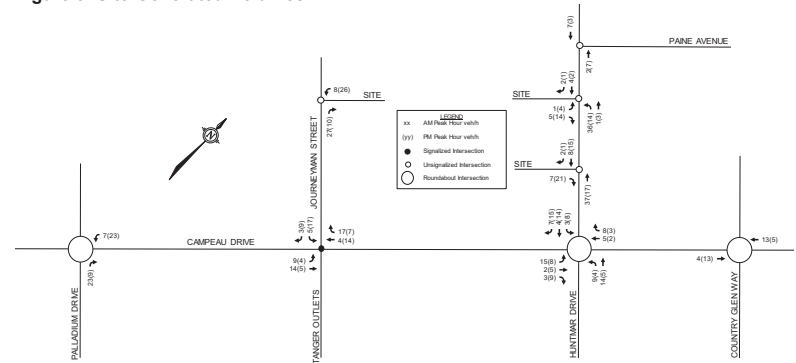 7(3)
PAINE AVENUE
2(7)
8(26)
SITE
27(10)
JOURNEYMAN STREET
LEGEND
xx AM Peak Hour veh/h
(yy) PM Peak Hour veh/h
Signalized Intersection
Unsignalized Intersection
Roundabout Intersection
N
2(1)
4(2)
SITE
1(4)
5(14)
36(14)
1(3)
2(1)
8(15)
SITE
7(21)
37(17)
7(23)
CAMPEAU DRIVE
23(9)
3(9)
5(17)
17(7)
4(14)
9(4)
14(5)
7(15)
4(14)
3(8)
8(3)
5(2)
15(8)
2(5)
3(9)
9(4)
14(5)
13(5)
4(13)
PALLADIUM DRIVE
TANGER OUTLETS
HUNTMAR DRIVE
COUNTRY GLEN WAY